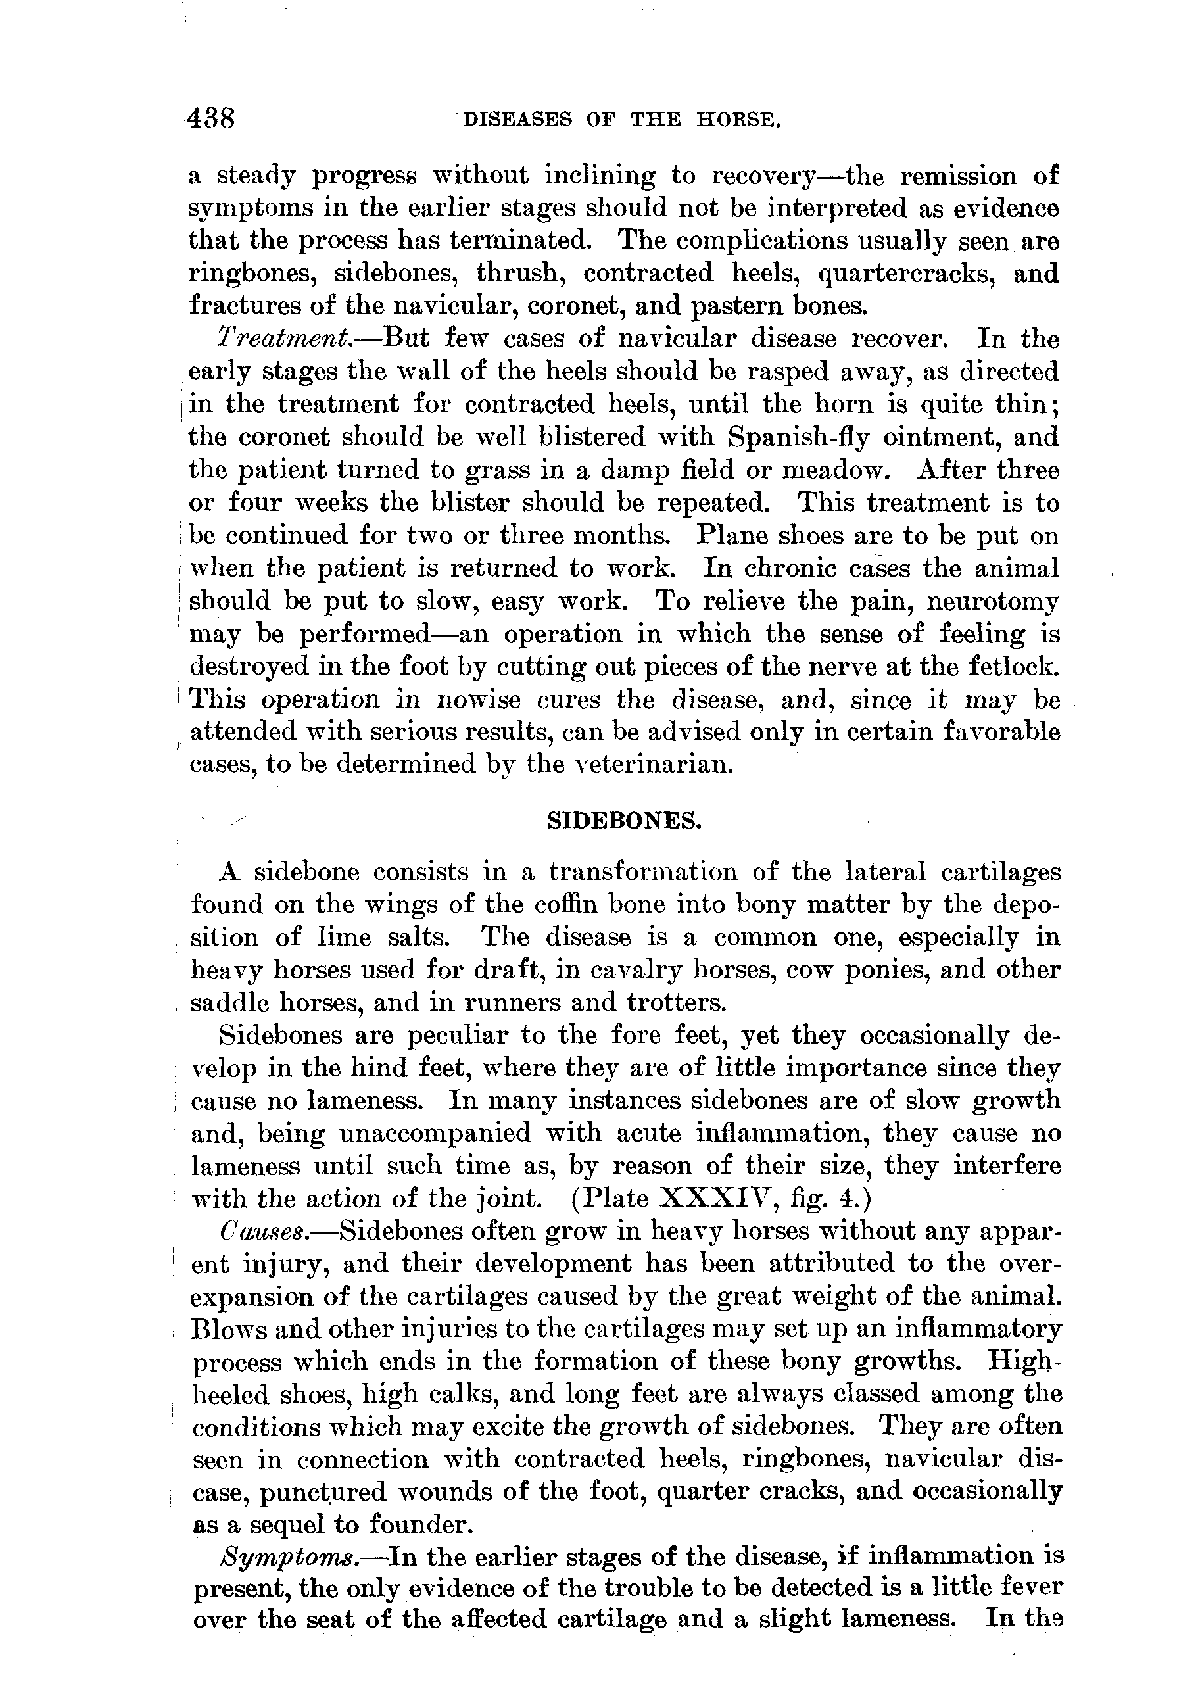 438 DISEASES OF THE HORSE.
a steady progress without inclining to recovery—the remission of
symptoms in the earlier stages should not be interpreted as evidence
that the process has terminated. The complications usually seen are
ringbones, sidebones, thrush, contracted heels, quartercracks, and
fractures of the navicular, coronet, and pastern bones.
Treatment.—But few cases of navicular disease recover. In the
early stages the wall of the heels should be rasped away, as directed
in the treatment for contracted heels, until the horn is quite thin;
the coronet should be well blistered with Spanish-fly ointment, and
the patient turned to grass in a damp field or meadow. After three
or four weeks the blister should be repeated. This treatment is to
be continued for two or three months. Plane shoes are to be put on
when the patient is returned to work. In chronic cases the animal
should be put to slow, easy work. To relieve the pain, neurotomy
may be performed—an operation in which the sense of feeling is
destroyed in the foot by cutting out pieces of the nerve at the fetlock.
This operation in nowise cures the disease, and, since it may be
attended with serious results, can be advised only in certain favorable
cases, to be determined by the veterinarian.
SIDEBONES.
A sidebone consists in a transformation of the lateral cartilages
found on the wings of the coffin bone into bony matter by the depo-
sition of lime salts. The disease is a common one, especially in
heavy horses used for draft, in cavalry horses, cow ponies, and other
saddle horses, and in runners and trotters.
Sidebones are peculiar to the fore feet, yet they occasionally de-
velop in the hind feet, where they are of little importance since they
cause no lameness. In many instances sidebones are of slow growth
and, being unaccompanied with acute inflammation, they cause no
lameness until such time as, by reason of their size, they interfere
with the action of the joint. (Plate XXXIV, fig. 4.)
Causes.—Sidebones often grow in heavy horses without any appar-
ent injury, and their development has been attributed to the over-
expansion of the cartilages caused by the great weight of the animal.
Blows and other injuries to the cartilages may set up an inflammatory
process which ends in the formation of these bony growths. High-
heeled shoes, high calks, and long feet are always classed among the
conditions which may excite the growth of sidebones. They are often
seen in connection with contracted heels, ringbones, navicular dis-
ease, punctured wounds of the foot, quarter cracks, and occasionally
as a sequel to founder.
Symptoms.—In the earlier stages of the disease, if inflammation is
present, the only evidence of the trouble to be detected is a little fever
over the seat of the affected cartilage and a slight lameness. In the